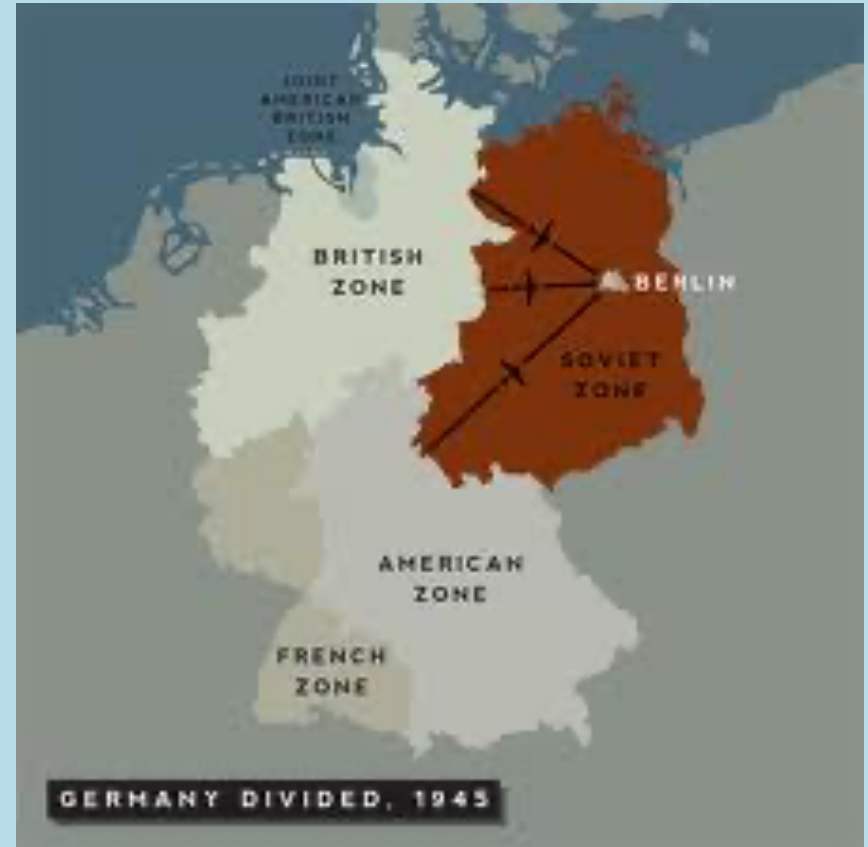 JOINT
AMERICAN
BRITISH
ZONE
BRITISH
ZONE
BERLIN
SOVIET
ZONE
AMERICAN
ZONE
FRENCH
ZONE
GERMANY DIVIDED, 1945